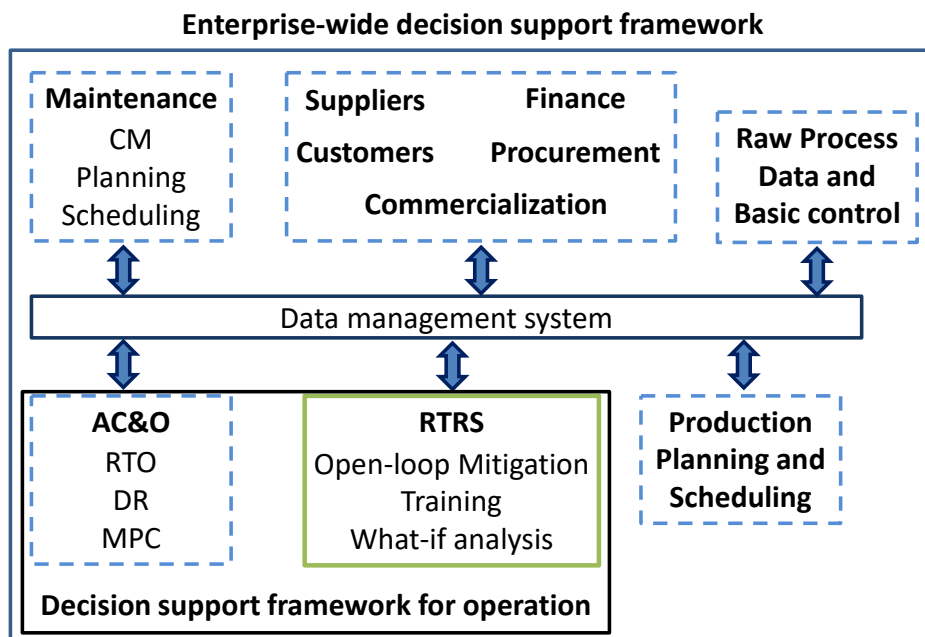 Enterprise-wide decision support framework
Maintenance
CM
Planning
Scheduling
Suppliers Finance
Customers Procurement
Commercialization
Raw Process
Data and
Basic control
Data management system
AC&O
RTO
DR
MPC
RTRS
Open-loop Mitigation
Training
What-if analysis
Production
Planning and
Scheduling
Decision support framework for operation